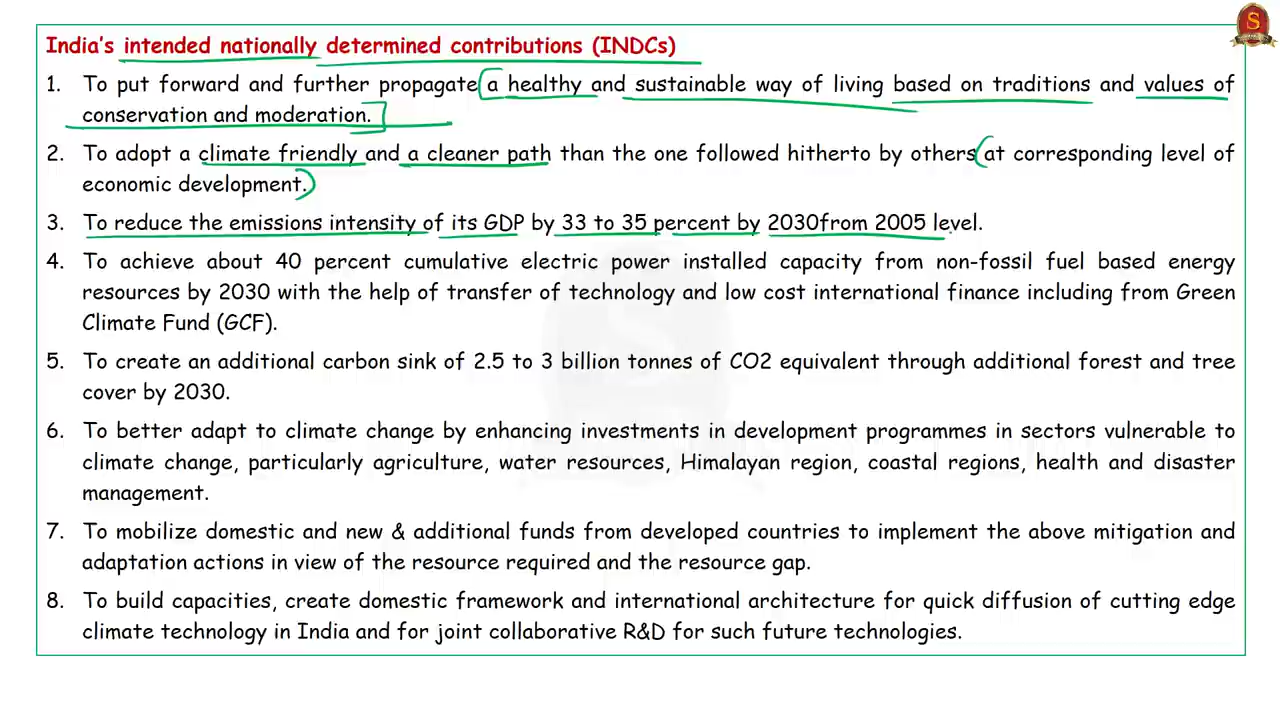 India's intended nationally determined contributions (INDCs)
1. To put forward and further propagate a healthy and sustainable way of living based on traditions and values of
conservation and moderation.
2. To adopt a climate friendly and a cleaner path than the one followed hitherto by others at corresponding level of
economic development.
3. To reduce the emissions intensity of its GDP by 33 to 35 percent by 2030from 2005 level.
4. To achieve about 40 percent cumulative electric power installed capacity from non-fossil fuel based energy
resources by 2030 with the help of transfer of technology and low cost international finance including from Green
Climate Fund (GCF).
5. To create an additional carbon sink of 2.5 to 3 billion tonnes of CO2 equivalent through additional forest and tree
cover by 2030.
6. To better adapt to climate change by enhancing investments in development programmes in sectors vulnerable to
climate change, particularly agriculture, water resources, Himalayan region, coastal regions, health and disaster
management.
7. To mobilize domestic and new & additional funds from developed countries to implement the above mitigation and
adaptation actions in view of the resource required and the resource gap.
8. To build capacities, create domestic framework and international architecture for quick diffusion of cutting edge
climate technology in India and for joint collaborative R&D for such future technologies.